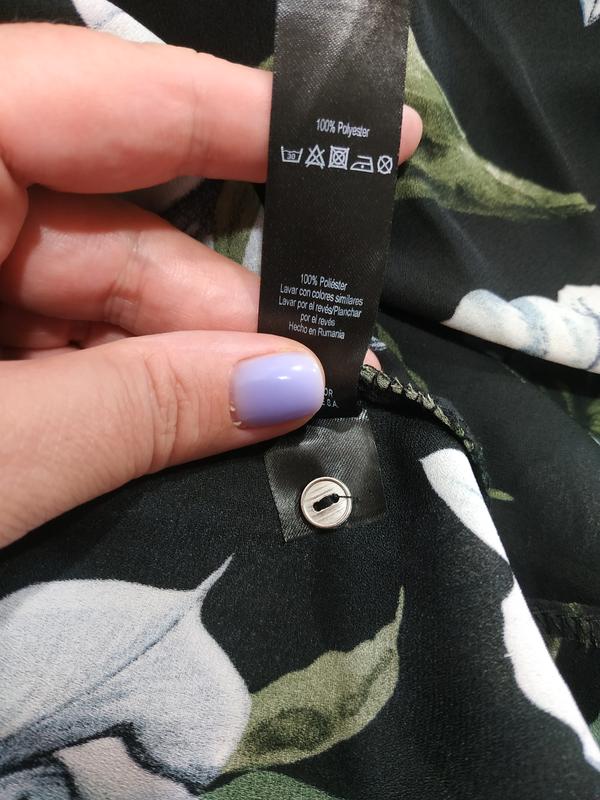 100% Polyester
30
100% Poliéster
Lavar con colores similares
Lavar por el revés/Planchar
por el revés
Hecho en Rumania